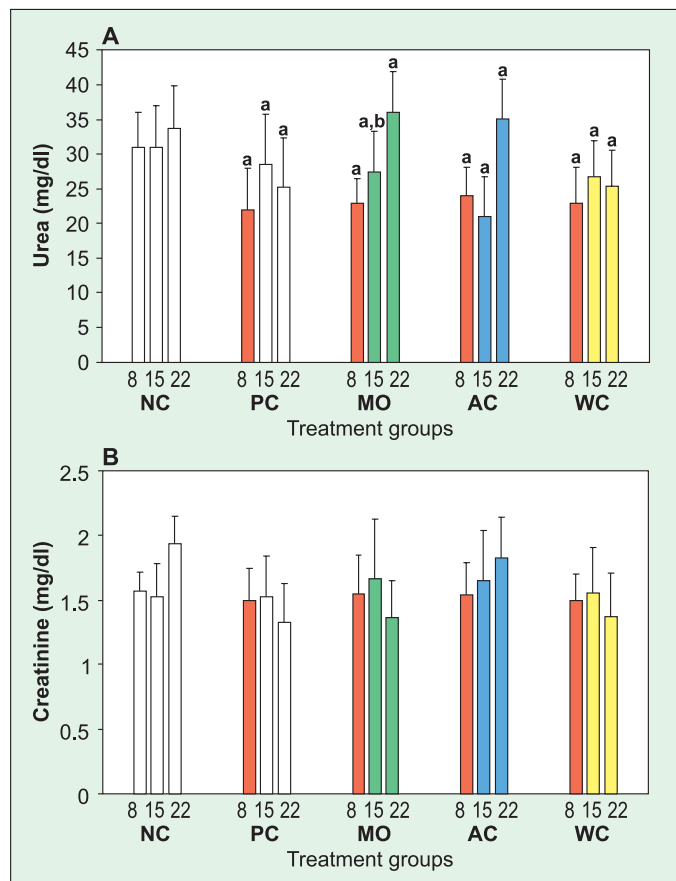 A
45
40
35
30
25
20
15
10
5
0
Urea (mg/dl)
a
a
a
a
a,b
a
a
a
a
a
a
8 15 22
8 15 22
8 15 22
8 15 22
8 15 22
NC
PC
MO
AC
WC
Treatment groups
B
2.5
2
1.5
1
0.5
0
Creatinine (mg/dl)
8 15 22
8 15 22
8 15 22
8 15 22
8 15 22
NC
PC
MO
AC
WC
Treatment groups